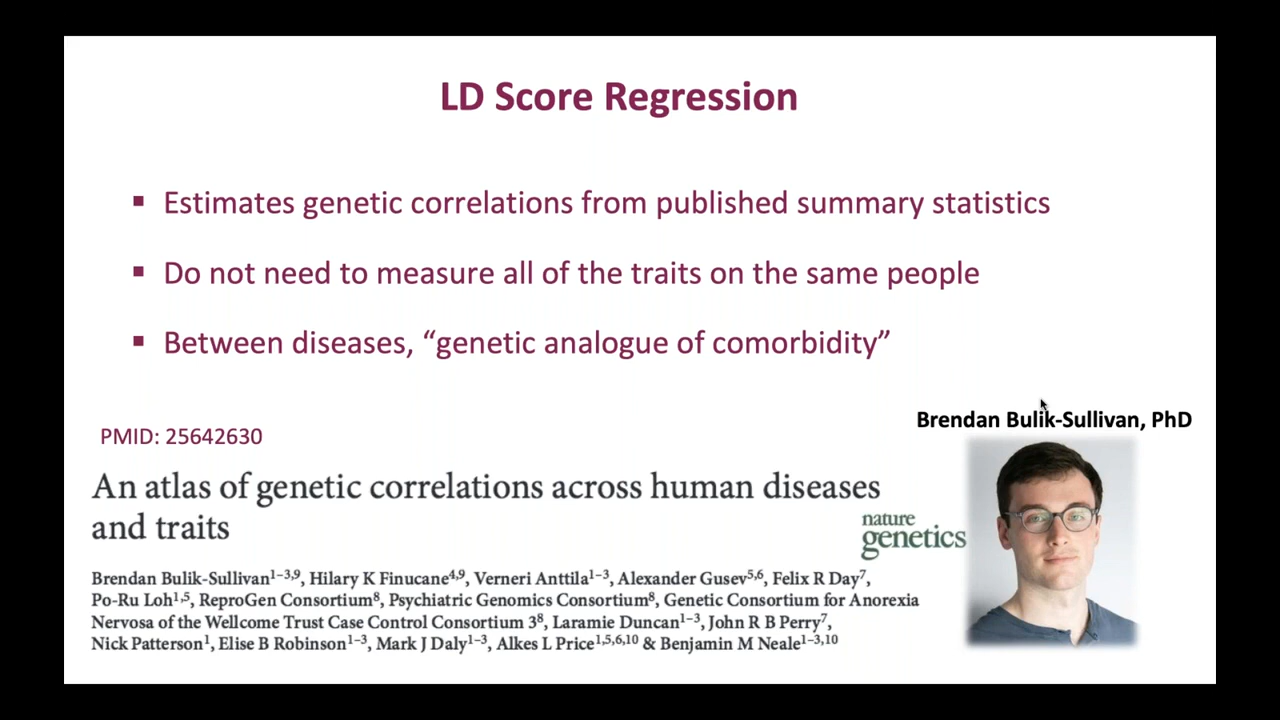 LD Score Regression
▪ Estimates genetic correlations from published summary statistics
▪ Do not need to measure all of the traits on the same people
▪ Between diseases, “genetic analogue of comorbidity”
Brendan Bulik-Sullivan, PhD
PMID: 25642630
An atlas of genetic correlations across human diseases
and traits
nature
genetics
Brendan Bulik-Sullivan¹⁻³,⁹, Hilary K Finucane⁴,⁹, Verneri Anttila¹⁻³, Alexander Gusev⁵,⁶, Felix R Day⁷,
Po-Ru Loh¹,⁵, ReproGen Consortium⁸, Psychiatric Genomics Consortium⁸, Genetic Consortium for Anorexia
Nervosa of the Wellcome Trust Case Control Consortium 3⁸, Laramie Duncan¹⁻³, John R B Perry⁷,
Nick Patterson¹, Elise B Robinson¹⁻³, Mark J Daly¹⁻³, Alkes L Price¹,⁵,⁶,¹⁰ & Benjamin M Neale¹⁻³,¹⁰